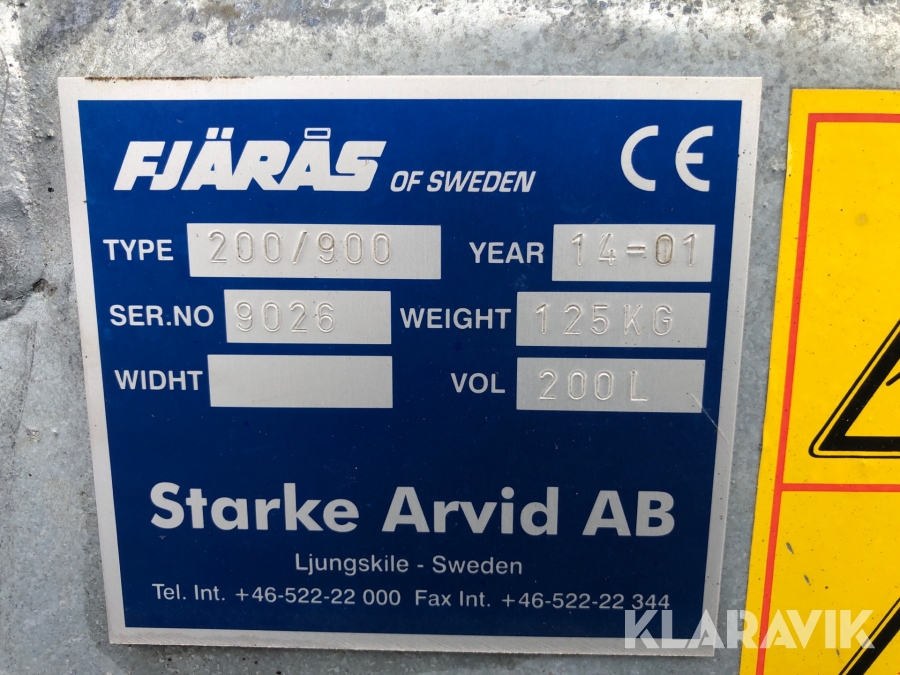 FJÄRÅS OF SWEDEN CE
TYPE 200/900 YEAR 14=01
SER.NO 9026 WEIGHT 125KG
WIDHT VOL 200L
Starke Arvid AB
Ljungskile - Sweden
Tel. Int. +46-522-22 000 Fax Int. +46-522-22 344
KLARAVIK